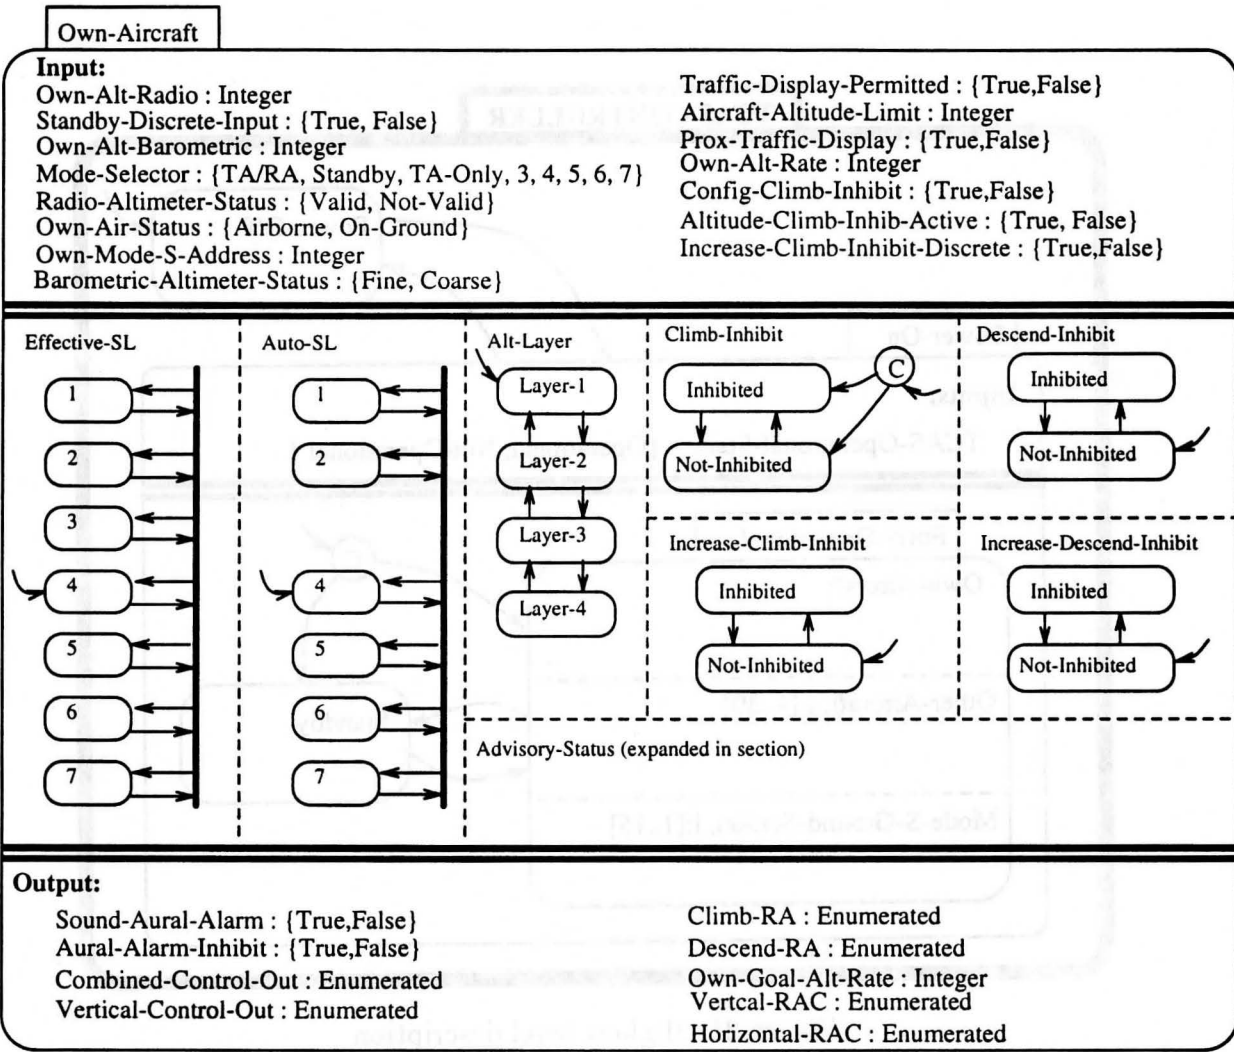 Own-Aircraft
Input:
Own-Alt-Radio : Integer
Standby-Discrete-Input : {True, False}
Own-Alt-Barometric : Integer
Mode-Selector : {TA/RA, Standby, TA-Only, 3, 4, 5, 6, 7}
Radio-Altimeter-Status : {Valid, Not-Valid}
Own-Air-Status : {Airborne, On-Ground}
Own-Mode-S-Address : Integer
Barometric-Altimeter-Status : {Fine, Coarse}
Traffic-Display-Permitted : {True,False}
Aircraft-Altitude-Limit : Integer
Prox-Traffic-Display : {True,False}
Own-Alt-Rate : Integer
Config-Climb-Inhibit : {True,False}
Altitude-Climb-Inhib-Active : {True, False}
Increase-Climb-Inhibit-Discrete : {True,False}
Effective-SL
1
2
3
4
5
6
7
Auto-SL
1
2
4
5
6
7
Alt-Layer
Layer-1
Layer-2
Layer-3
Layer-4
Climb-Inhibit
C
Inhibited
Not-Inhibited
Descend-Inhibit
Inhibited
Not-Inhibited
Increase-Climb-Inhibit
Inhibited
Not-Inhibited
Increase-Descend-Inhibit
Inhibited
Not-Inhibited
Advisory-Status (expanded in section)
Output:
Sound-Aural-Alarm : {True,False}
Aural-Alarm-Inhibit : {True,False}
Combined-Control-Out : Enumerated
Vertical-Control-Out : Enumerated
Climb-RA : Enumerated
Descend-RA : Enumerated
Own-Goal-Alt-Rate : Integer
Vertcal-RAC : Enumerated
Horizontal-RAC : Enumerated